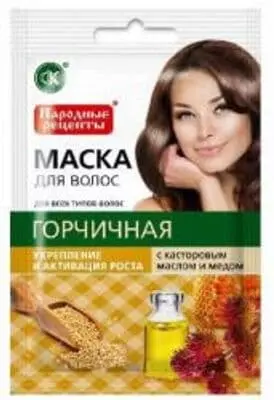 ФК
Народные
рецепты
МАСКА
ДЛЯ ВОЛОС
для всех типов волос
ГОРЧИЧНАЯ
УКРЕПЛЕНИЕ
И АКТИВАЦИЯ РОСТА
с касторовым
маслом и медом